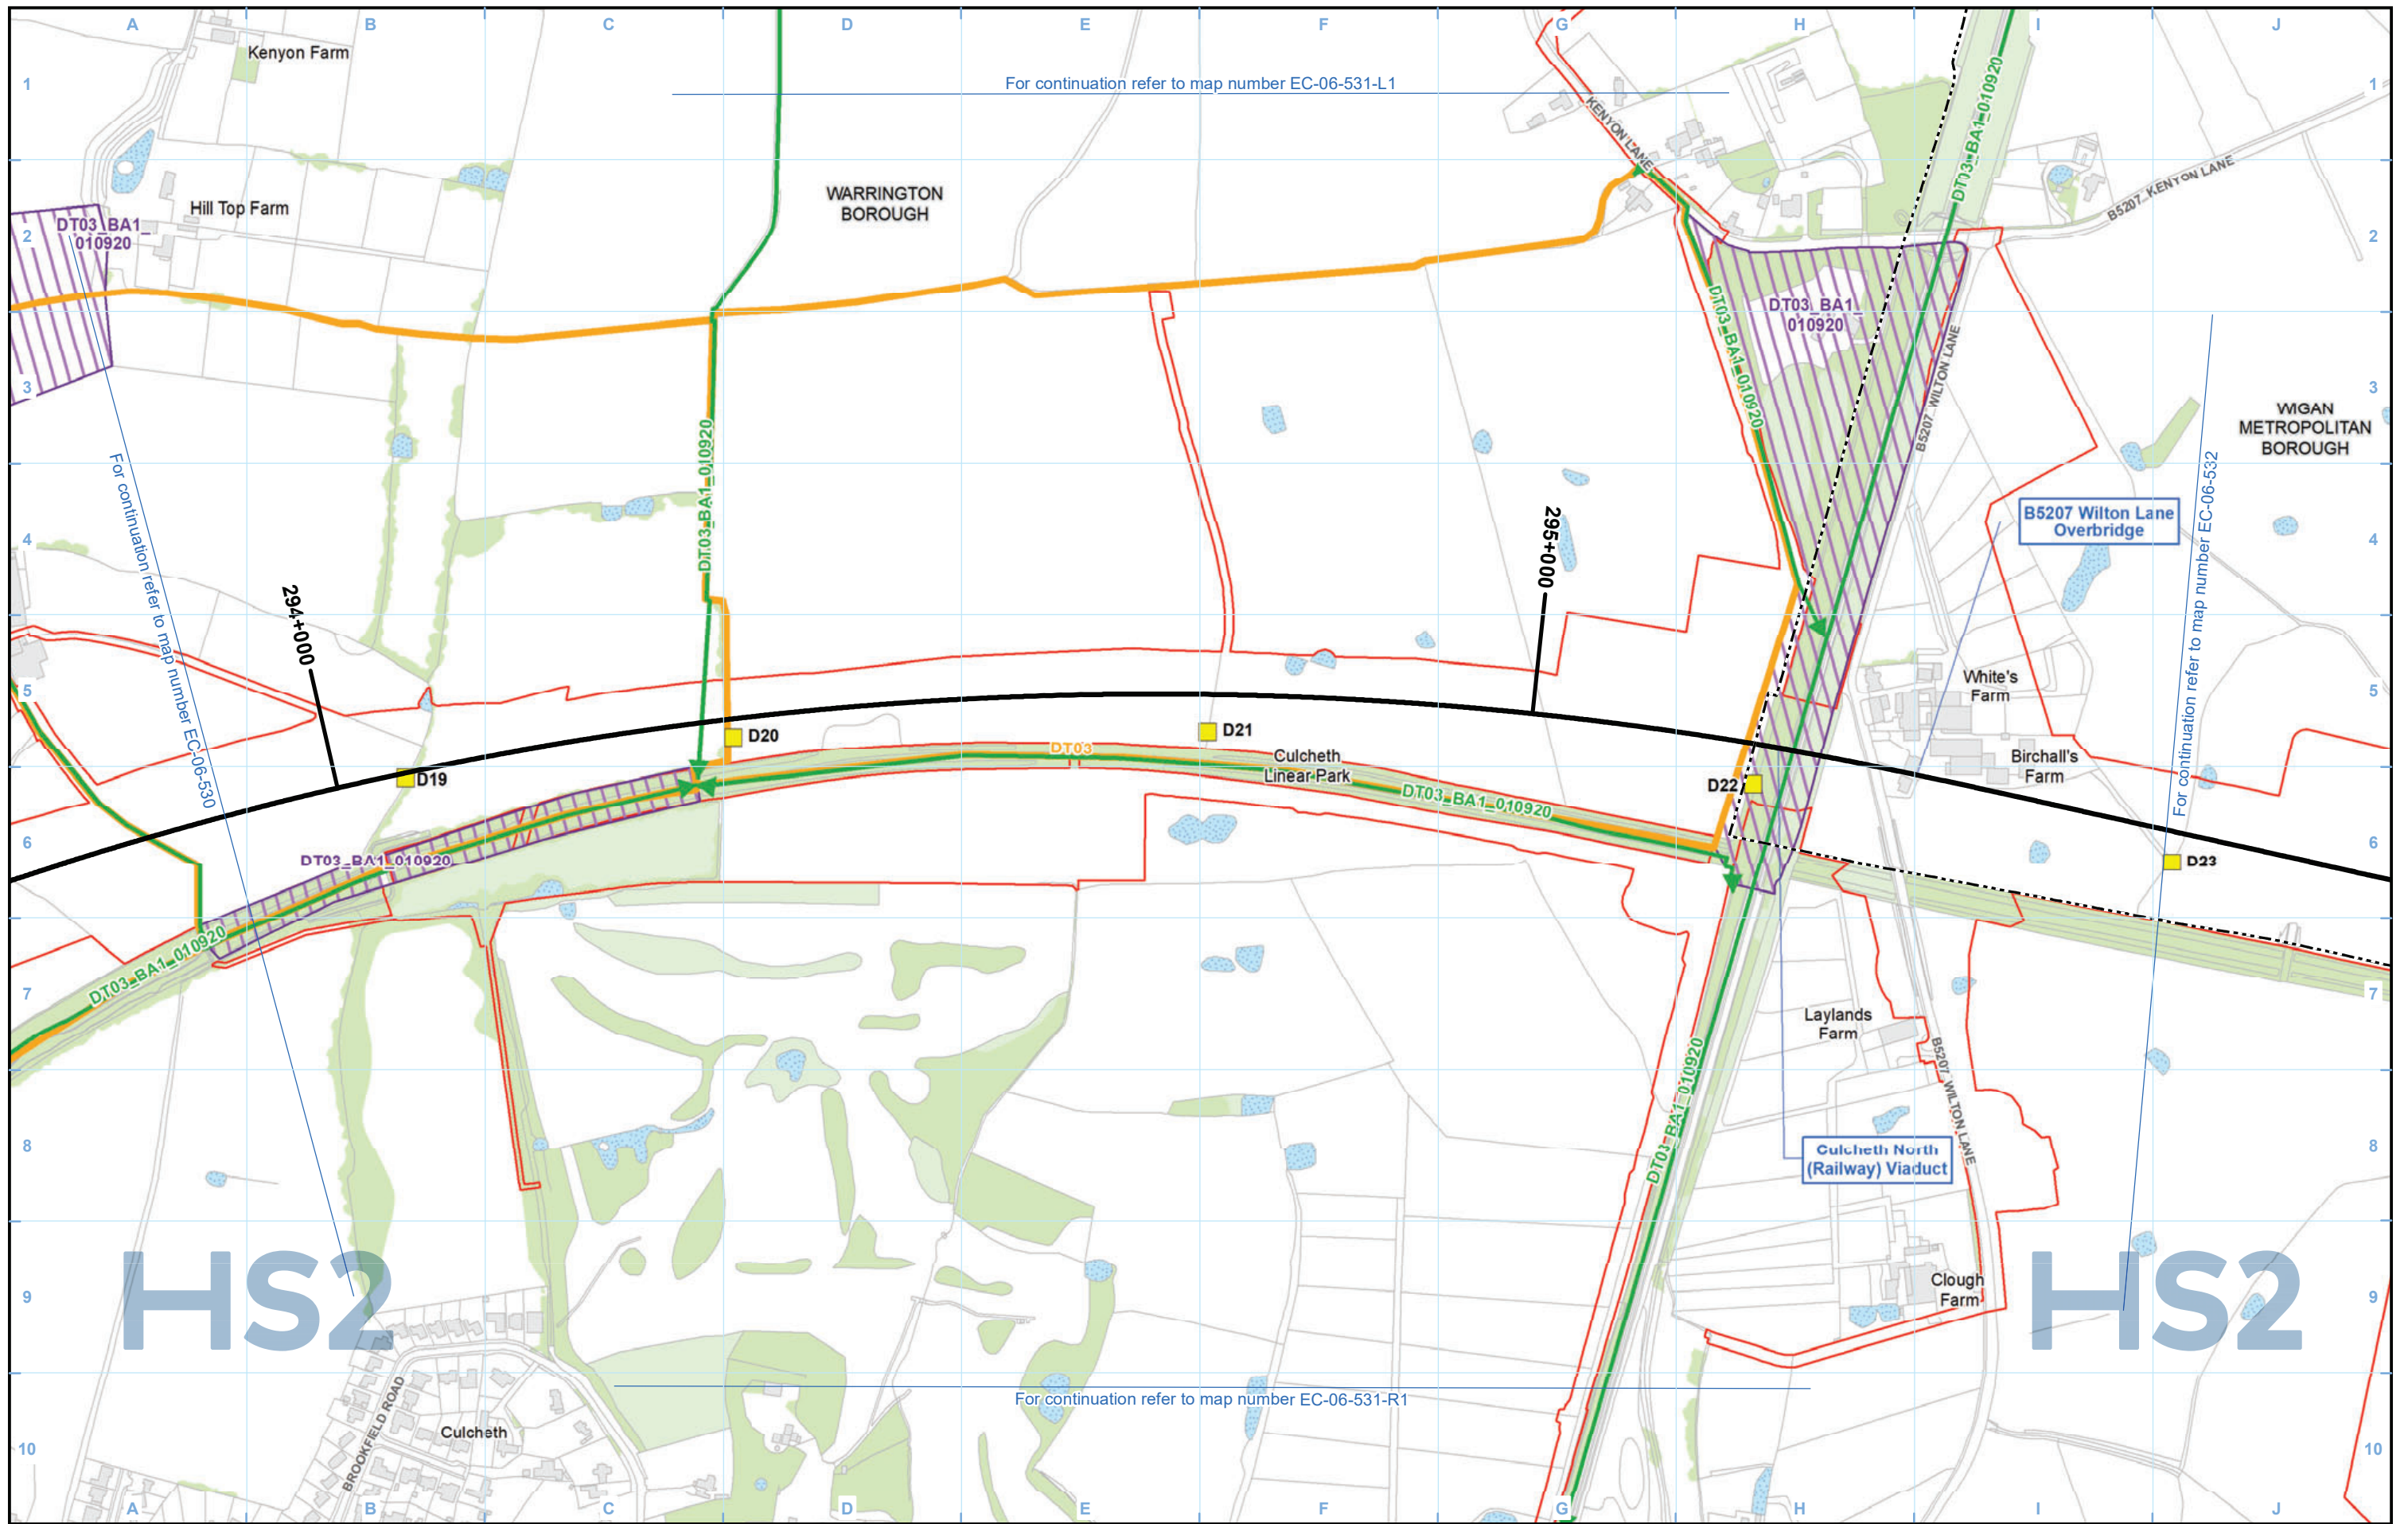 A B C D E F G H I J
Kenyon Farm
1
For continuation refer to map number EC-06-531-L1
1
KENYON LANE
DT03_BA1_010920
Hill Top Farm
WARRINGTON
BOROUGH
B5207 KENYON LANE
DT03_BA1_
010920
2
2
DT03_BA1_010920
DT03_BA1_
010920
B5207 WILTON LANE
3
3
WIGAN
METROPOLITAN
BOROUGH
DT03_BA1_010920
For continuation refer to map number EC-06-530
For continuation refer to map number EC-06-532
B5207 Wilton Lane
Overbridge
4
4
295+000
294+000
White's
Farm
5
5
D20
D21
DT03
Culcheth
Linear Park
Birchall's
Farm
D19
D22
DT03_BA1_010920
6
6
DT03_BA1_010920
D23
DT03_BA1_010920
7
7
Laylands
Farm
B5207 WILTON LANE
DT03_BA1_010920
8
8
Culcheth North
(Railway) Viaduct
HS2
HS2
9
9
Clough
Farm
For continuation refer to map number EC-06-531-R1
BROOKFIELD ROAD
Culcheth
10
10
A B C D E F G H I J